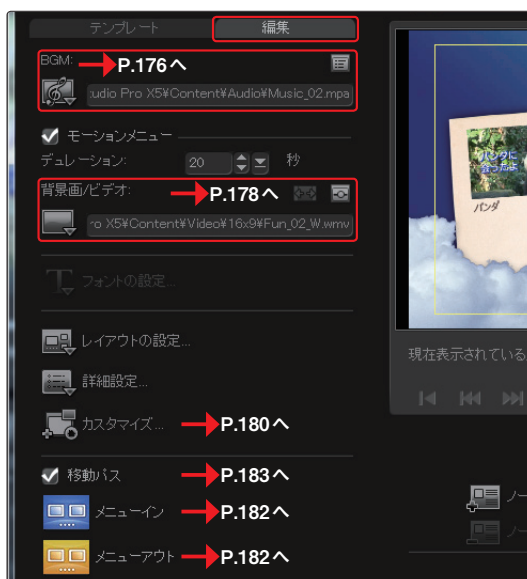 テンプレート 編集
BGM: P.176へ
udio Pro X5¥Content¥Audio¥Music_02.mpa
モーションメニュー
デュレーション: 20 秒
背景画/ビデオ: P.178へ
ro X5¥Content¥Video¥16x9¥Fun_02_W.wmv
フォントの設定...
レイアウトの設定...
詳細設定...
カスタマイズ... P.180へ
移動パス P.183へ
メニューイン P.182へ
メニューアウト P.182へ
パンダに
会ったよ
パンダ
現在表示されている
ノー
ノー